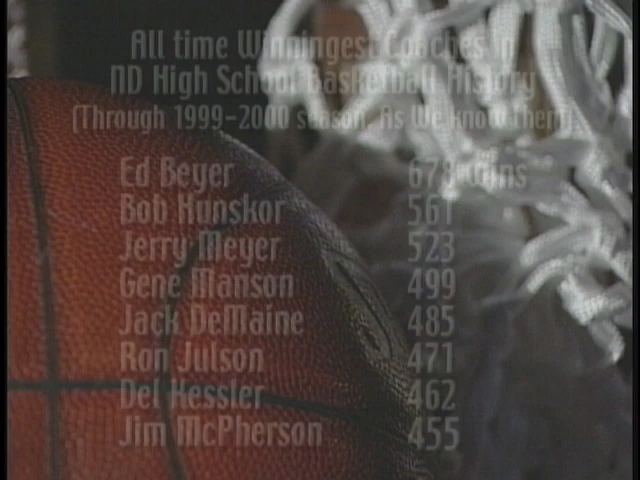 All time Winningest Coaches in
ND High School Basketball History
(Through 1999-2000 season, As We know them)
Ed Beyer 678 Wins
Bob Kunskor 561
Jerry Meyer 523
Gene Manson 499
Jack DeMaine 485
Ron Julson 471
Del Kessler 462
Jim McPherson 455